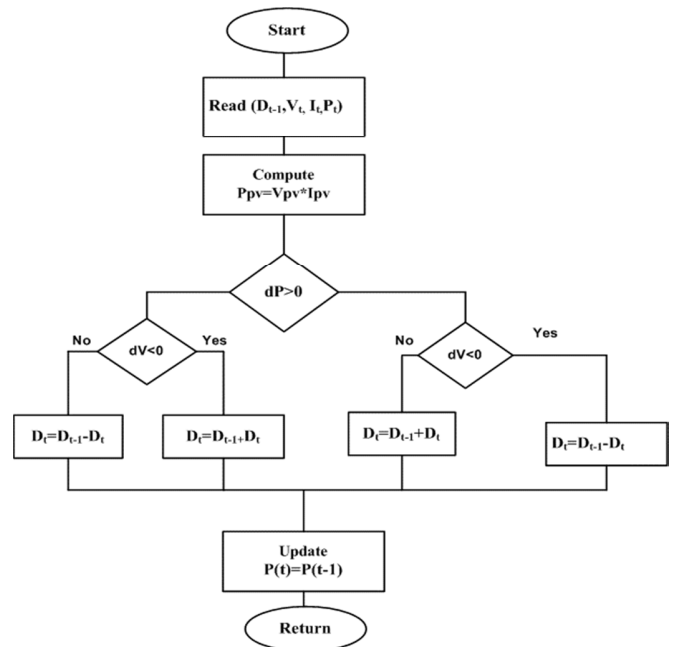 Start
Read (Dt-1,Vt, It,Pt)
Compute
Ppv=Vpv*Ipv
dP>0
No
dV<0
Yes
No
dV<0
Yes
Dt=Dt-1-Dt
Dt=Dt-1+Dt
Dt=Dt-1+Dt
Dt=Dt-1-Dt
Update
P(t)=P(t-1)
Return